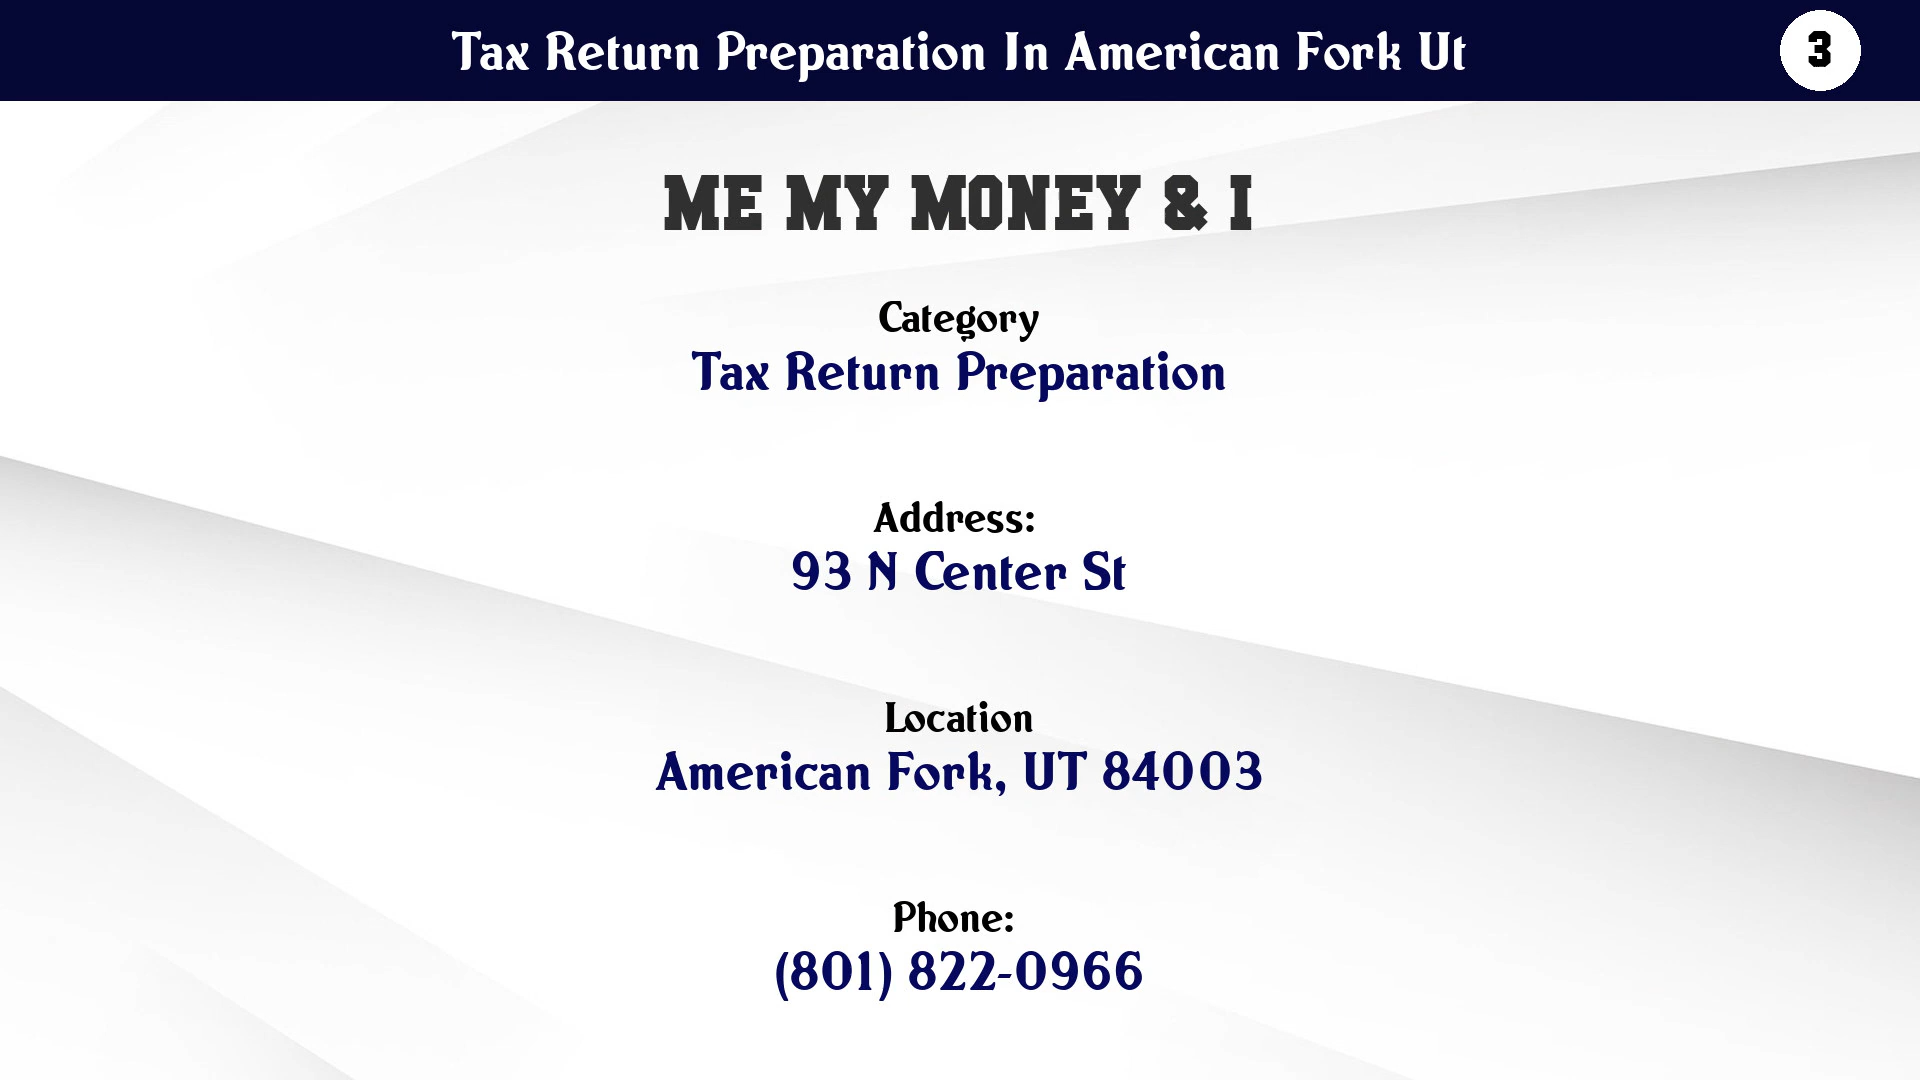 Tax Return Preparation In American Fork Ut
3
ME MY MONEY & I
Category
Tax Return Preparation
Address:
93 N Center St
Location
American Fork, UT 84003
Phone:
(801) 822-0966